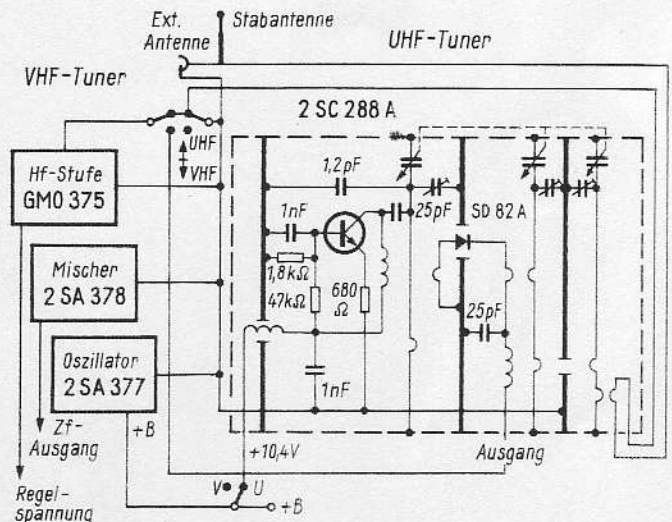 Ext.
Antenne
Stabantenne
UHF-Tuner
VHF-Tuner
2 SC 288 A
UHF
VHF
Hf-Stufe
GMO 375
1,2pF
1nF
25pF
SD 82 A
Mischer
2 SA 378
1,8kΩ
47kΩ
680
Ω
25pF
Oszillator
2 SA 377
1nF
Zf-
Ausgang
+B
+10,4V
Ausgang
V
U
+B
Regel-
spannung